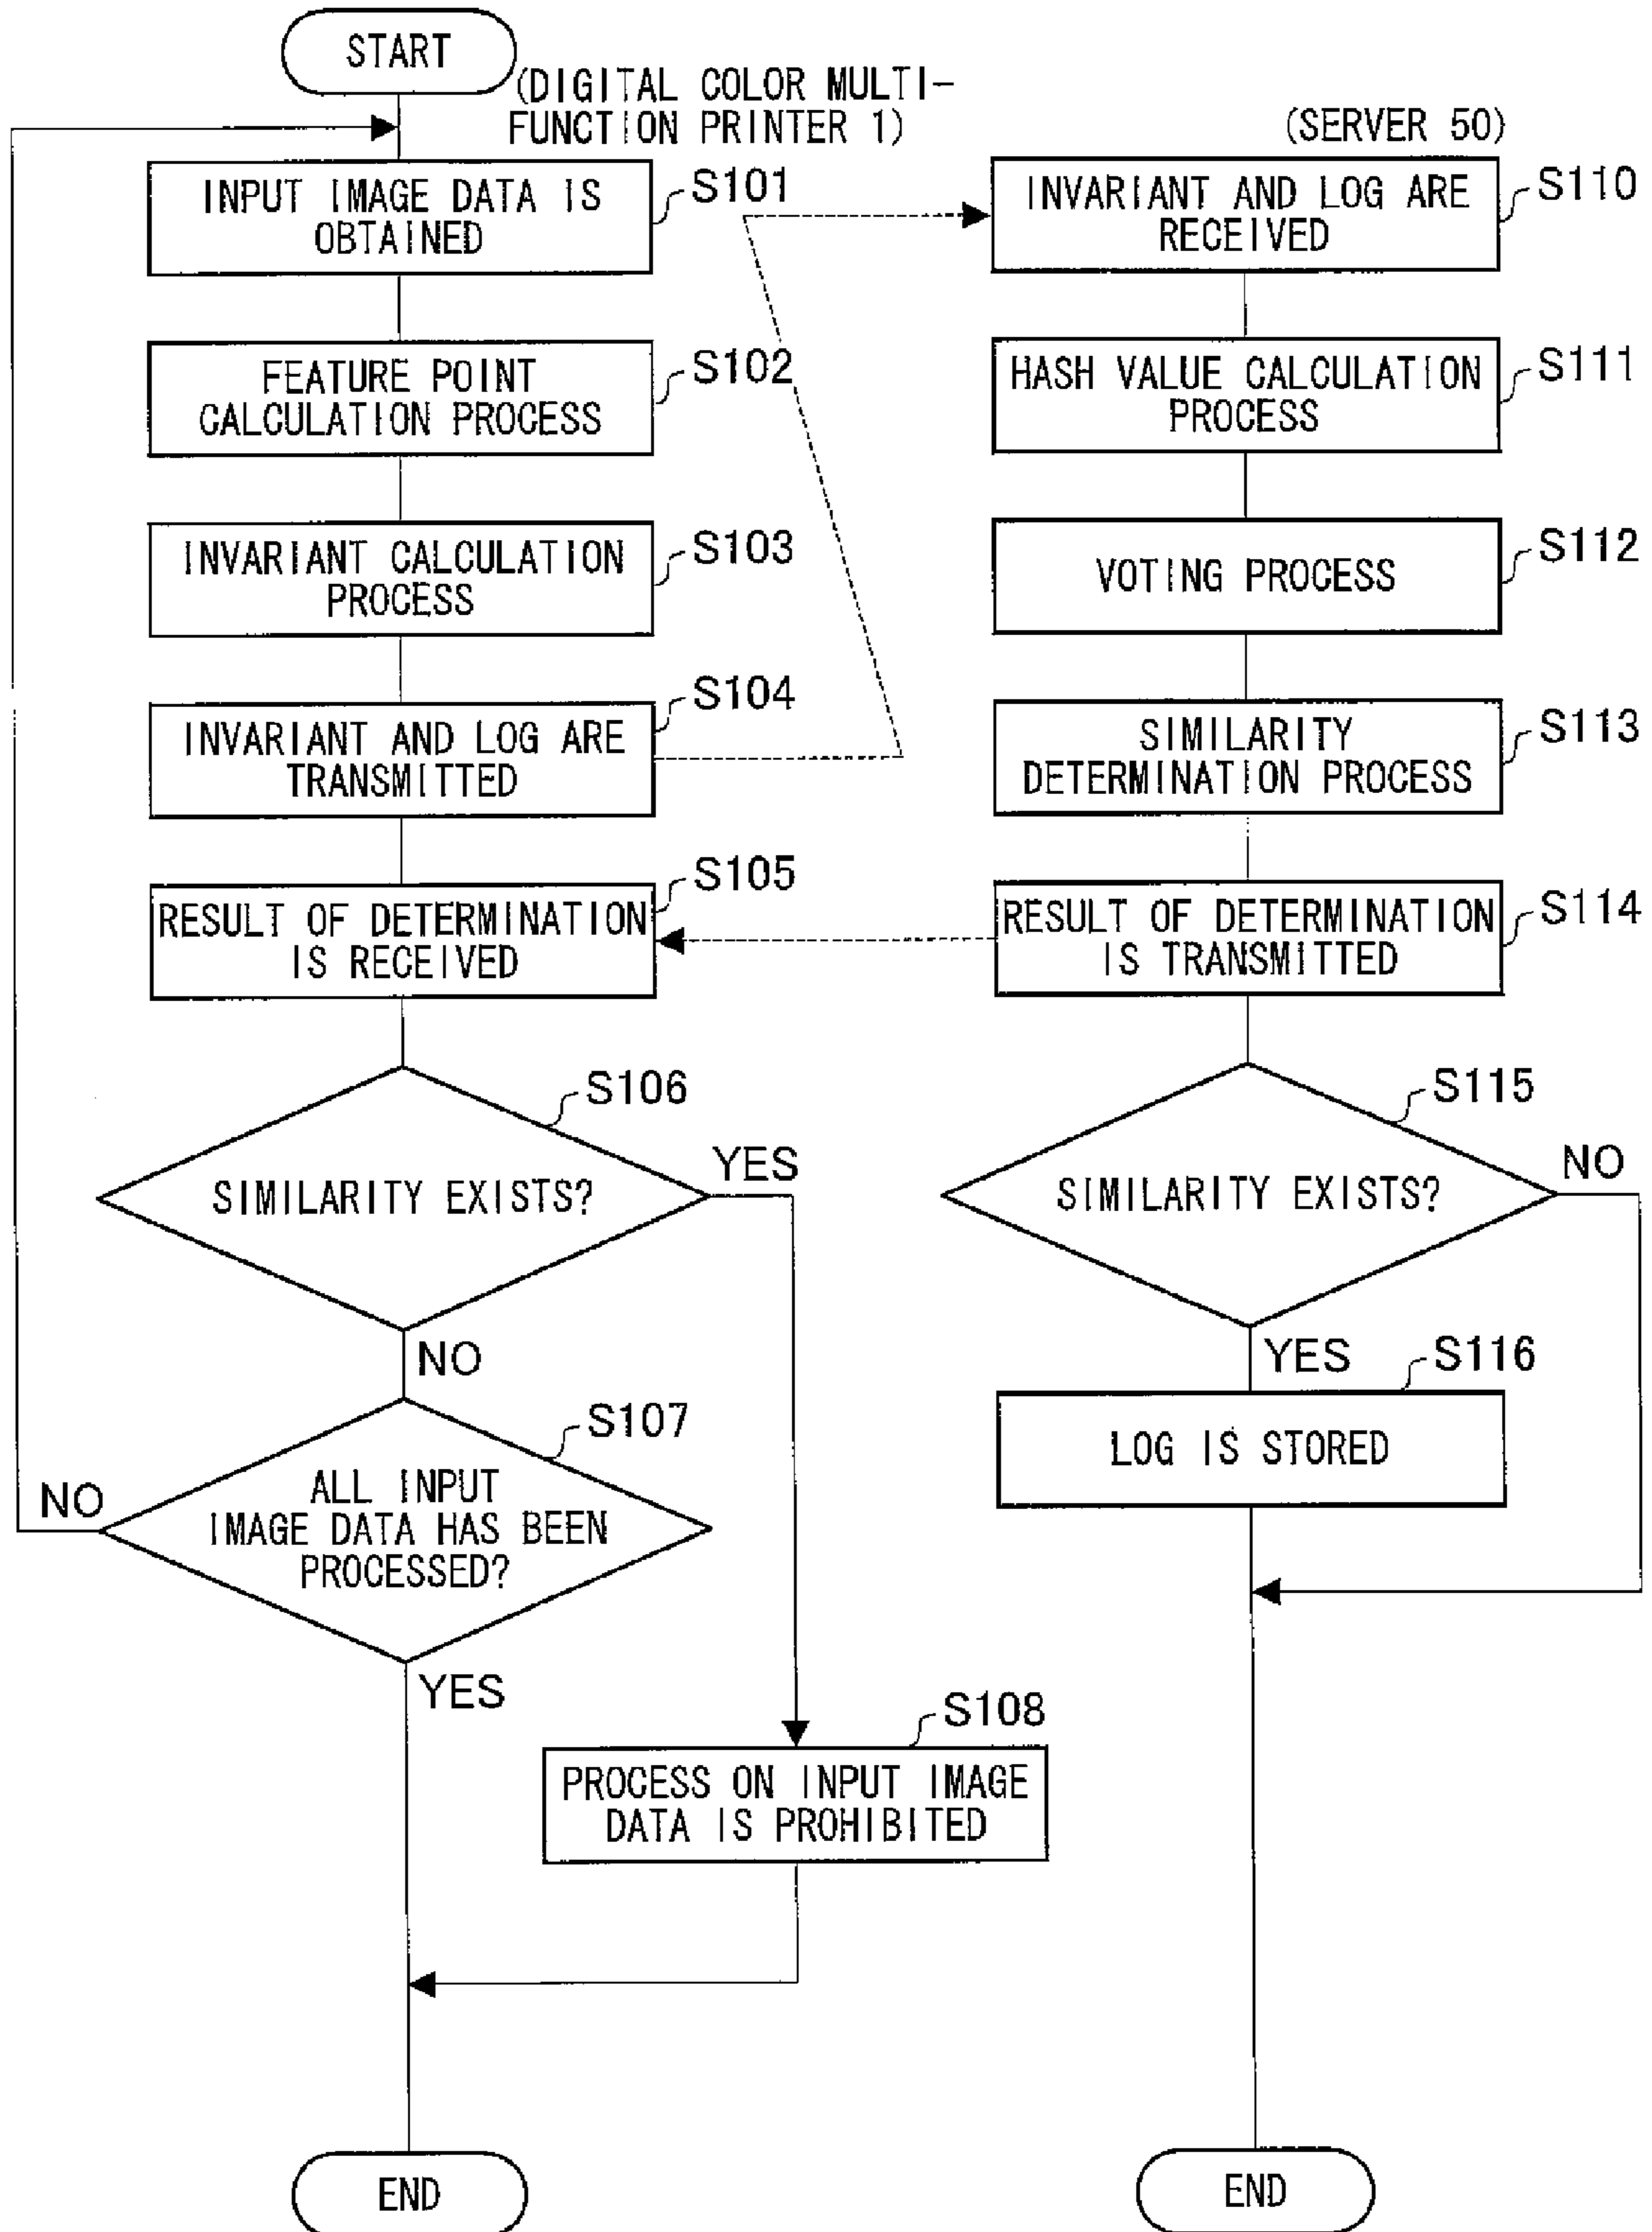 START
(DIGITAL COLOR MULTI-
FUNCTION PRINTER 1)
INPUT IMAGE DATA IS
OBTAINED
S101
FEATURE POINT
CALCULATION PROCESS
S102
INVARIANT CALCULATION
PROCESS
S103
INVARIANT AND LOG ARE
TRANSMITTED
S104
RESULT OF DETERMINATION
IS RECEIVED
S105
SIMILARITY EXISTS?
S106
YES
NO
ALL INPUT
IMAGE DATA HAS BEEN
PROCESSED?
S107
NO
YES
PROCESS ON INPUT IMAGE
DATA IS PROHIBITED
S108
END
(SERVER 50)
INVARIANT AND LOG ARE
RECEIVED
S110
HASH VALUE CALCULATION
PROCESS
S111
VOTING PROCESS
S112
SIMILARITY
DETERMINATION PROCESS
S113
RESULT OF DETERMINATION
IS TRANSMITTED
S114
SIMILARITY EXISTS?
S115
NO
YES
LOG IS STORED
S116
END